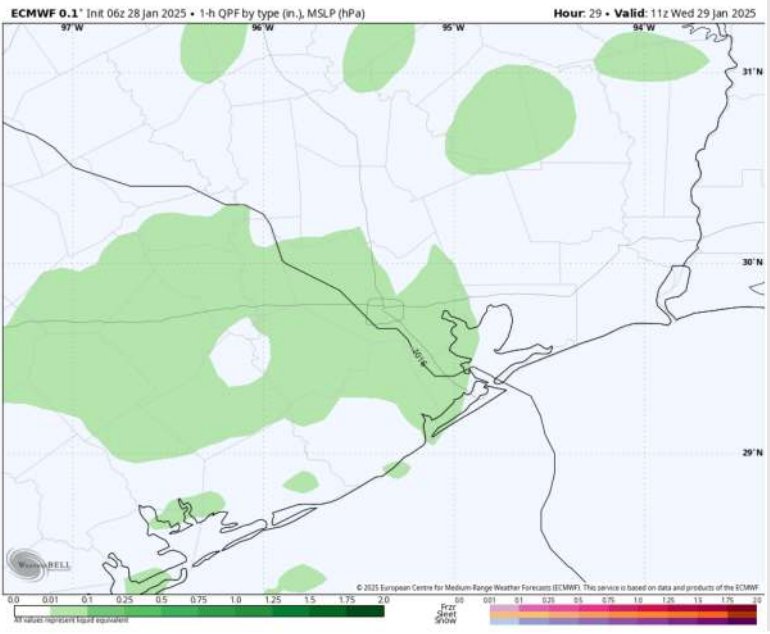 ECMWF 0.1° Init 06z 28 Jan 2025 • 1-h QPF by type (in.), MSLP (hPa)
Hour: 29 • Valid: 11z Wed 29 Jan 2025
97°W 96°W 95°W 94°W
31°N
30°N
1016
29°N
WeatherBELL
© 2025 European Centre for Medium-Range Weather Forecasts (ECMWF). This service is based on data and products of the ECMWF.
0.0 0.01 0.1 0.25 0.5 0.75 1.0 1.25 1.5 1.75 2.0
0.0 0.01 0.1 0.25 0.5 0.75 1.0 1.25 1.5 1.75 2.0
Frzr
Sleet
Snow
All values represent liquid equivalent